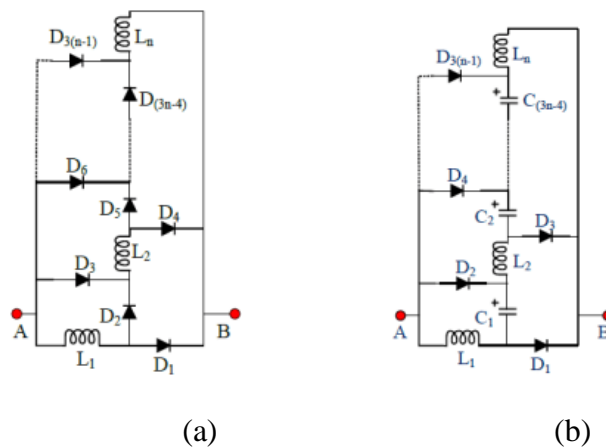 D3(n-1)
Ln
D(3n-4)
D6
D5
D4
L2
D3
D2
A
B
L1
D1
(a)
D3(n-1)
Ln
C(3n-4)
+
D4
+
C2
D3
L2
D2
+
C1
A
B
L1
D1
(b)